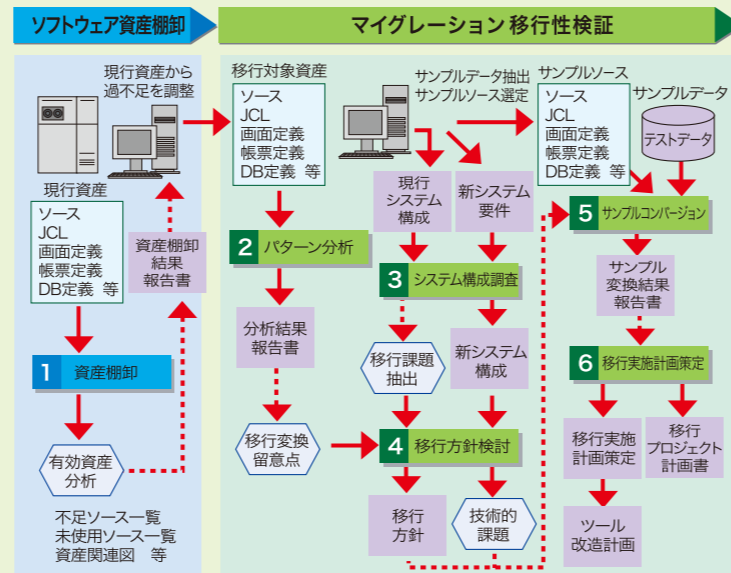 ソフトウェア資産棚卸
マイグレーション 移行性検証
現行資産から
過不足を調整
現行資産
ソース
JCL
画面定義
帳票定義
DB定義 等
資産棚卸
結果
報告書
1 資産棚卸
有効資産
分析
不足ソース一覧
未使用ソース一覧
資産関連図 等
移行対象資産
ソース
JCL
画面定義
帳票定義
DB定義 等
2 パターン分析
分析結果
報告書
移行変換
留意点
サンプルデータ抽出
サンプルソース選定
現行
システム
構成
新システム
要件
3 システム構成調査
移行課題
抽出
新システム
構成
4 移行方針検討
移行
方針
技術的
課題
サンプルソース
ソース
JCL
画面定義
帳票定義
DB定義 等
サンプルデータ
テストデータ
5 サンプルコンバージョン
サンプル
変換結果
報告書
6 移行実施計画策定
移行実施
計画策定
移行
プロジェクト
計画書
ツール
改造計画